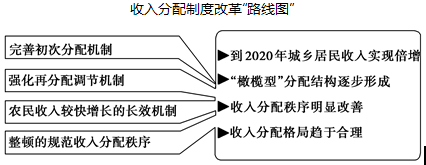 收入分配制度改革“路线图”
完善初次分配机制
强化再分配调节机制
农民收入较快增长的长效机制
整顿的规范收入分配秩序
到2020年城乡居民收入实现倍增
“橄榄型”分配结构逐步形成
收入分配秩序明显改善
收入分配格局趋于合理